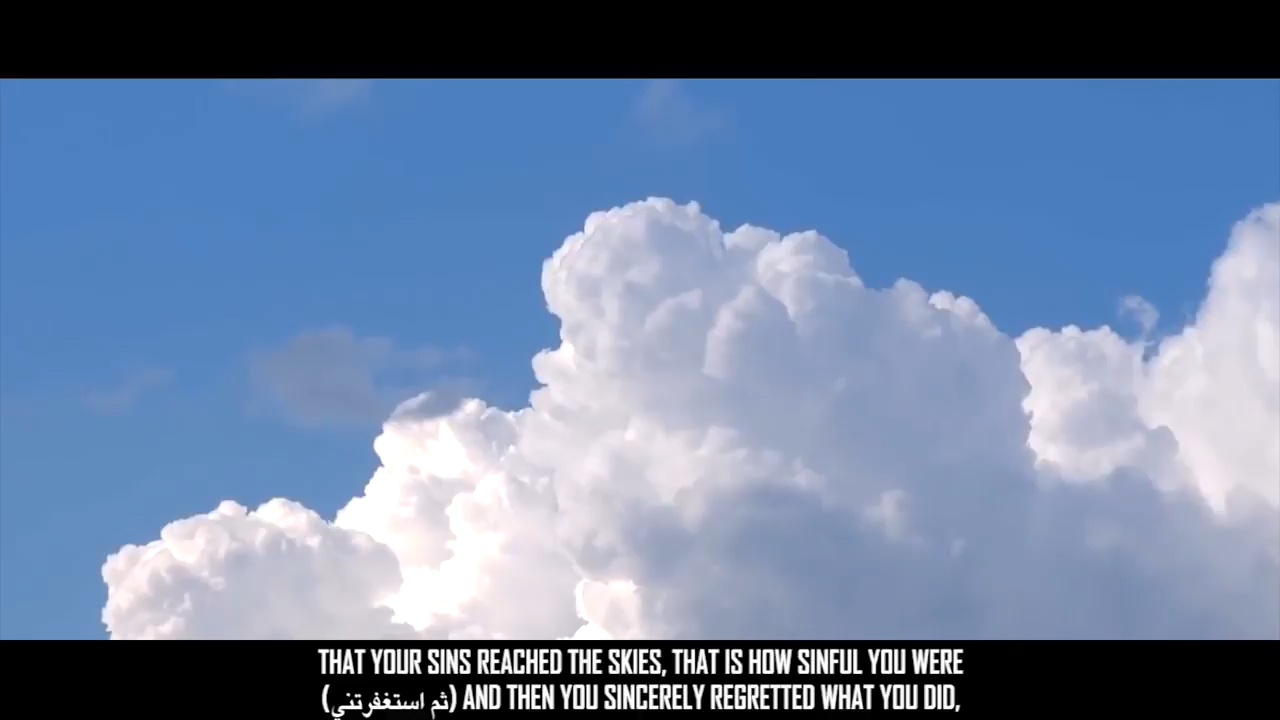 THAT YOUR SINS REACHED THE SKIES, THAT IS HOW SINFUL YOU WERE
(ثم استغفرتني) AND THEN YOU SINCERELY REGRETTED WHAT YOU DID,